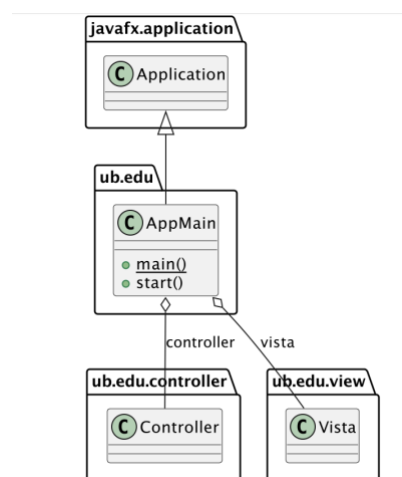 javafx.application
C Application
ub.edu
C AppMain
main()
start()
controller
vista
ub.edu.controller
ub.edu.view
C Controller
C Vista